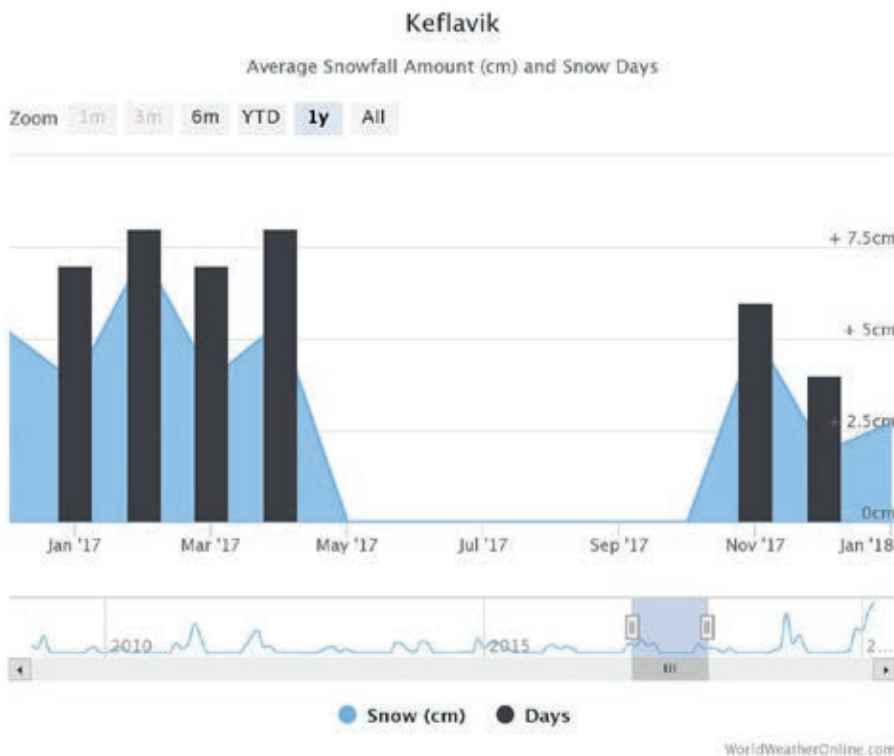 Keflavik
Average Snowfall Amount (cm) and Snow Days
Zoom 1m 3m 6m YTD 1y All
+ 7.5cm
+ 5cm
+ 2.5cm
0cm
Jan '17 Mar '17 May '17 Jul '17 Sep '17 Nov '17 Jan '18
2010 2015 2...
Snow (cm) Days
WorldWeatherOnline.com